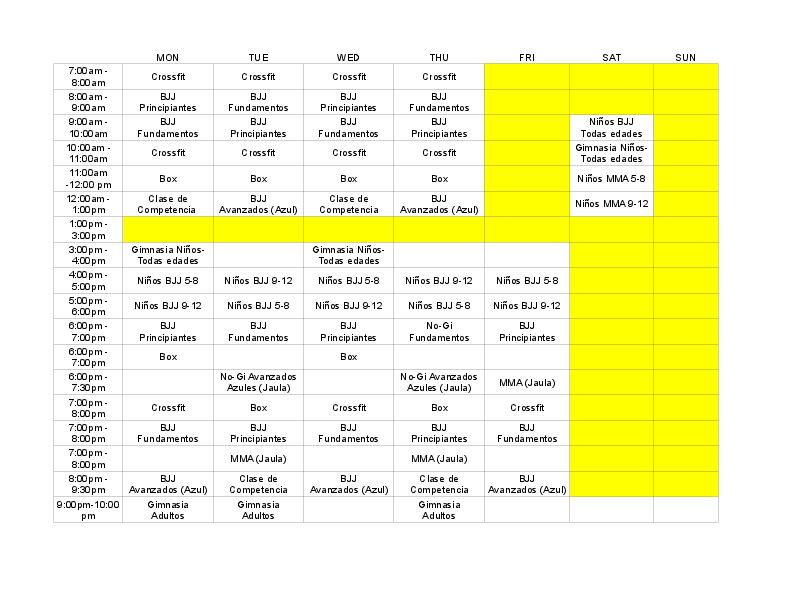 MON TUE WED THU FRI SAT SUN
7:00am - Crossfit Crossfit Crossfit Crossfit
8:00am
8:00am - BJJ BJJ BJJ BJJ
9:00am Principiantes Fundamentos Principiantes Fundamentos
9:00am - BJJ BJJ BJJ BJJ Niños BJJ
10:00am Fundamentos Principiantes Fundamentos Principiantes Todas edades
10:00am - Crossfit Crossfit Crossfit Crossfit Gimnasia Niños-
11:00am Todas edades
11:00am Box Box Box Box Niños MMA 5-8
-12:00 pm
12:00am - Clase de BJJ Clase de BJJ Niños MMA 9-12
1:00pm Competencia Avanzados (Azul) Competencia Avanzados (Azul)
1:00pm -
3:00pm
3:00pm - Gimnasia Niños- Gimnasia Niños-
4:00pm Todas edades Todas edades
4:00pm - Niños BJJ 5-8 Niños BJJ 9-12 Niños BJJ 5-8 Niños BJJ 9-12 Niños BJJ 5-8
5:00pm
5:00pm - Niños BJJ 9-12 Niños BJJ 5-8 Niños BJJ 9-12 Niños BJJ 5-8 Niños BJJ 9-12
6:00pm
6:00pm - BJJ BJJ BJJ No-Gi BJJ
7:00pm Principiantes Fundamentos Principiantes Fundamentos Principiantes
6:00pm - Box Box
7:00pm
6:00pm - No-Gi Avanzados No-Gi Avanzados MMA (Jaula)
7:30pm Azules (Jaula) Azules (Jaula)
7:00pm - Crossfit Box Crossfit Box Crossfit
8:00pm
7:00pm - BJJ BJJ BJJ BJJ BJJ
8:00pm Fundamentos Principiantes Fundamentos Principiantes Fundamentos
7:00pm - MMA (Jaula) MMA (Jaula)
8:00pm
8:00pm - BJJ Clase de BJJ Clase de BJJ
9:30pm Avanzados (Azul) Competencia Avanzados (Azul) Competencia Avanzados (Azul)
9:00pm-10:00 Gimnasia Gimnasia Gimnasia
pm Adultos Adultos Adultos